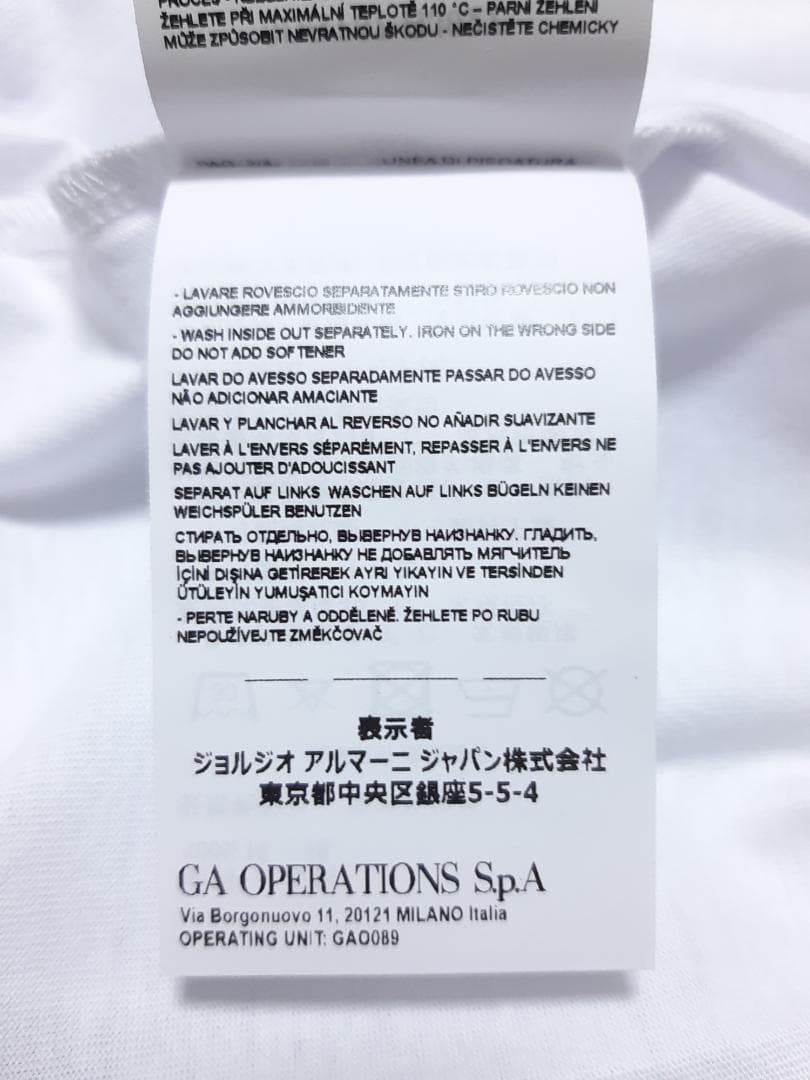 ŽEHLETE PŘI MAXIMÁLNÍ TEPLOTĚ 110 °C – PARNÍ ŽEHLENÍ
MŮŽE ZPŮSOBIT NEVRATNOU ŠKODU - NEČISTĚTE CHEMICKY
- LAVARE ROVESCIO SEPARATAMENTE STIRO ROVESCIO NON
AGGIUNGERE AMMORBIDENTE
- WASH INSIDE OUT SEPARATELY. IRON ON THE WRONG SIDE
DO NOT ADD SOFTENER
LAVAR DO AVESSO SEPARADAMENTE PASSAR DO AVESSO
NÃO ADICIONAR AMACIANTE
LAVAR Y PLANCHAR AL REVERSO NO AÑADIR SUAVIZANTE
LAVER À L'ENVERS SÉPARÉMENT, REPASSER À L'ENVERS NE
PAS AJOUTER D'ADOUCISSANT
SEPARAT AUF LINKS WASCHEN AUF LINKS BÜGELN KEINEN
WEICHSPÜLER BENUTZEN
СТИРАТЬ ОТДЕЛЬНО, ВЫВЕРНУВ НАИЗНАНКУ. ГЛАДИТЬ,
ВЫВЕРНУВ НАИЗНАНКУ НЕ ДОБАВЛЯТЬ МЯГЧИТЕЛЬ
İÇİNİ DIŞINA GETİREREK AYRI YIKAYIN VE TERSİNDEN
ÜTÜLEYİN YUMUŞATICI KOYMAYIN
- PERTE NARUBY A ODDĚLENĚ. ŽEHLETE PO RUBU
NEPOUŽÍVEJTE ZMĚKČOVAČ
表示者
ジョルジオ アルマーニ ジャパン株式会社
東京都中央区銀座5-5-4
GA OPERATIONS S.p.A
Via Borgonuovo 11, 20121 MILANO Italia
OPERATING UNIT: GAO089